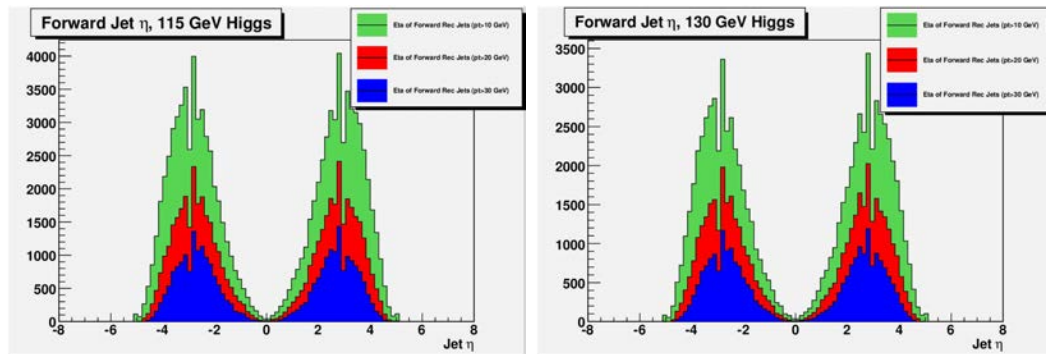 Forward Jet η, 115 GeV Higgs
Eta of Forward Rec Jets (pt>10 GeV)
Eta of Forward Rec Jets (pt>20 GeV)
Eta of Forward Rec Jets (pt>30 GeV)
4000
3500
3000
2500
2000
1500
1000
500
0
-8 -6 -4 -2 0 2 4 6 8
Jet η
Forward Jet η, 130 GeV Higgs
Eta of Forward Rec Jets (pt>10 GeV)
Eta of Forward Rec Jets (pt>20 GeV)
Eta of Forward Rec Jets (pt>30 GeV)
3500
3000
2500
2000
1500
1000
500
0
-8 -6 -4 -2 0 2 4 6 8
Jet η